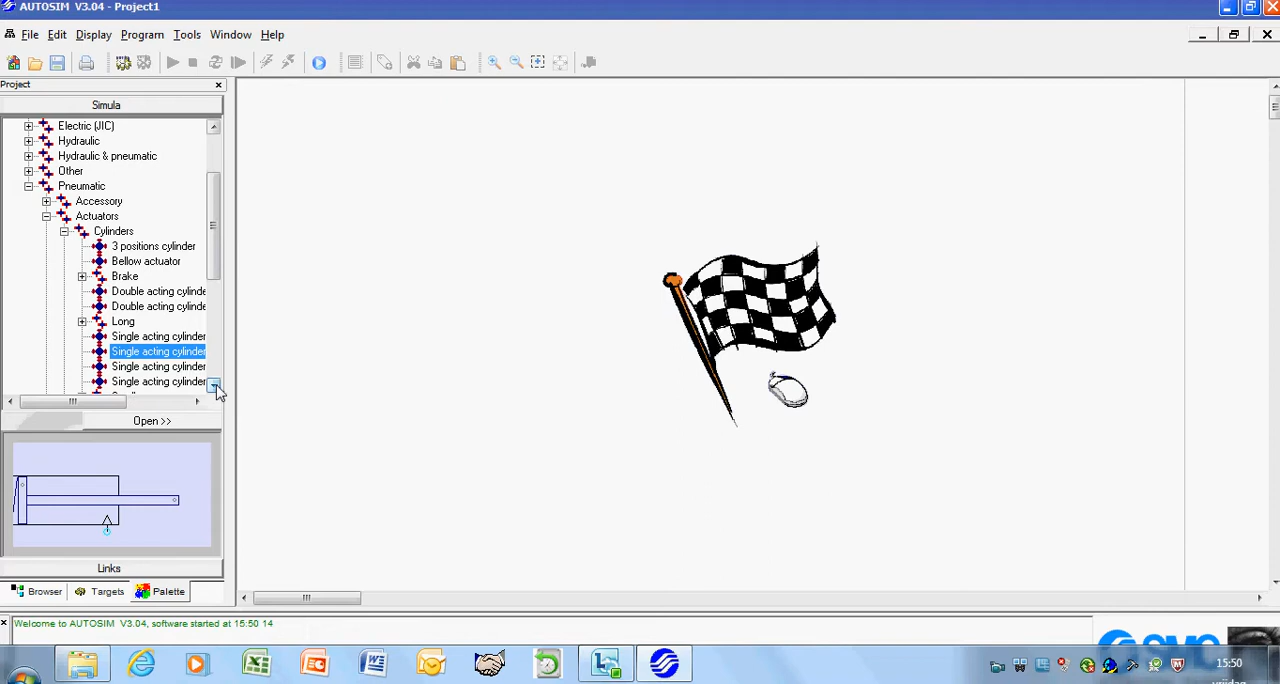 AUTOSIM V3.04 - Project1
File Edit Display Program Tools Window Help
Project
Simula
Electric (JIC)
Hydraulic
Hydraulic & pneumatic
Other
Pneumatic
Accessory
Actuators
Cylinders
3 positions cylinder
Bellow actuator
Brake
Double acting cylinde
Double acting cylinde
Long
Single acting cylinder
Single acting cylinder
Single acting cylinder
Single acting cylinder
Open >>
Links
Browser Targets Palette
Welcome to AUTOSIM V3.04, software started at 15:50 14
SMC
15:50
vrijdag